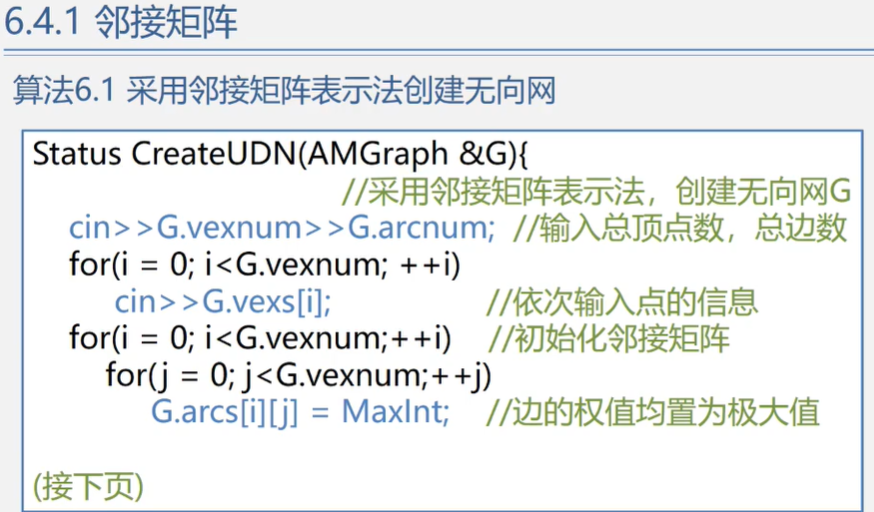 6.4.1 邻接矩阵
算法6.1 采用邻接矩阵表示法创建无向网
Status CreateUDN(AMGraph &G){
//采用邻接矩阵表示法，创建无向网G
cin>>G.vexnum>>G.arcnum; //输入总顶点数，总边数
for(i = 0; i<G.vexnum; ++i)
cin>>G.vexs[i]; //依次输入点的信息
for(i = 0; i<G.vexnum;++i) //初始化邻接矩阵
for(j = 0; j<G.vexnum;++j)
G.arcs[i][j] = MaxInt; //边的权值均置为极大值
(接下页)